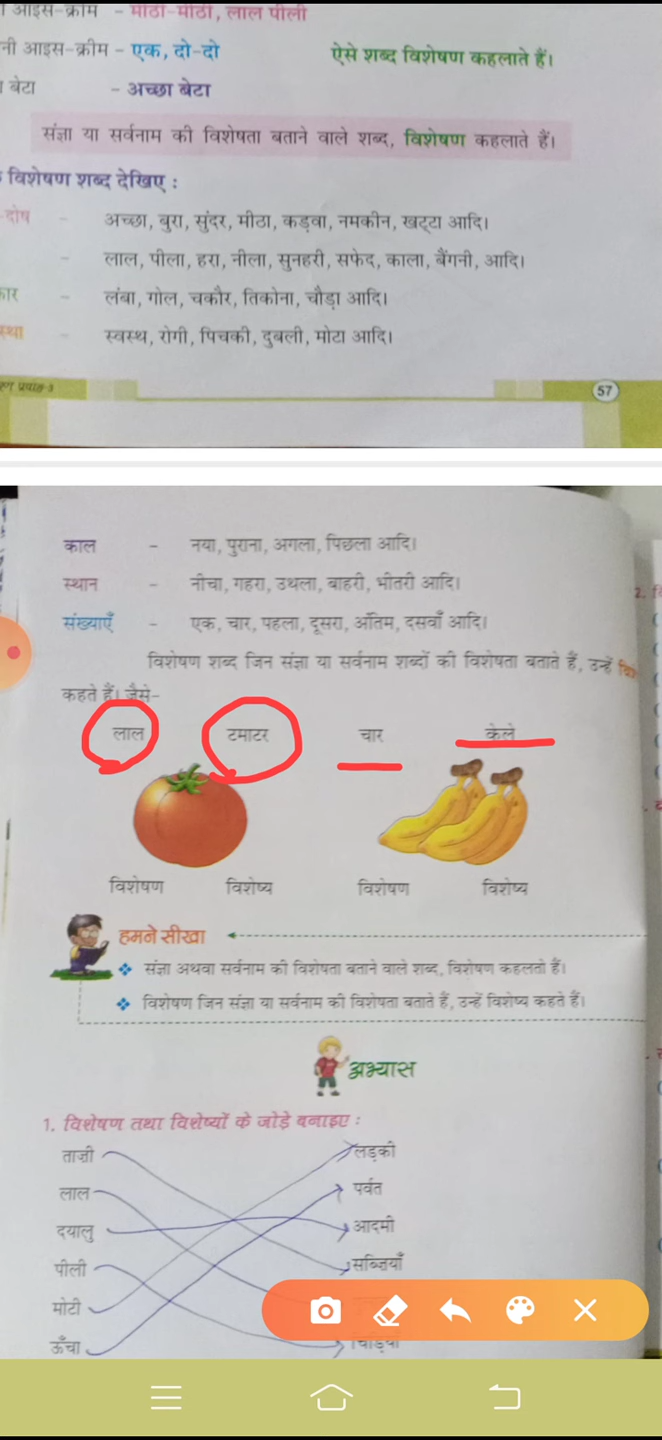 आइस-क्रीम - मीठी-मीठी, लाल पीली
नी आइस-क्रीम - एक, दो-दो ऐसे शब्द विशेषण कहलाते हैं।
बेटा - अच्छा बेटा
संज्ञा या सर्वनाम की विशेषता बताने वाले शब्द, विशेषण कहलाते हैं।
विशेषण शब्द देखिए :
-दोष - अच्छा, बुरा, सुंदर, मीठा, कड़वा, नमकीन, खट्टा आदि।
- लाल, पीला, हरा, नीला, सुनहरी, सफेद, काला, बैंगनी, आदि।
कार - लंबा, गोल, चकौर, तिकोना, चौड़ा आदि।
स्था - स्वस्थ, रोगी, पिचकी, दुबली, मोटा आदि।
57
काल - नया, पुराना, अगला, पिछला आदि।
स्थान - नीचा, गहरा, उथला, बाहरी, भीतरी आदि।
संख्याएँ - एक, चार, पहला, दूसरा, अंतिम, दसवाँ आदि।
विशेषण शब्द जिन संज्ञा या सर्वनाम शब्दों की विशेषता बताते हैं, उन्हें
कहते हैं। जैसे-
लाल टमाटर चार केले
विशेषण विशेष्य विशेषण विशेष्य
हमने सीखा
❖ संज्ञा अथवा सर्वनाम की विशेषता बताने वाले शब्द, विशेषण कहलाते हैं।
❖ विशेषण जिन संज्ञा या सर्वनाम की विशेषता बताते हैं, उन्हें विशेष्य कहते हैं।
अभ्यास
1. विशेषण तथा विशेष्यों के जोड़े बनाइए :
ताज़ी लड़की
लाल पर्वत
दयालु आदमी
पीली सब्ज़ियाँ
मोटी
ऊँचा
2.